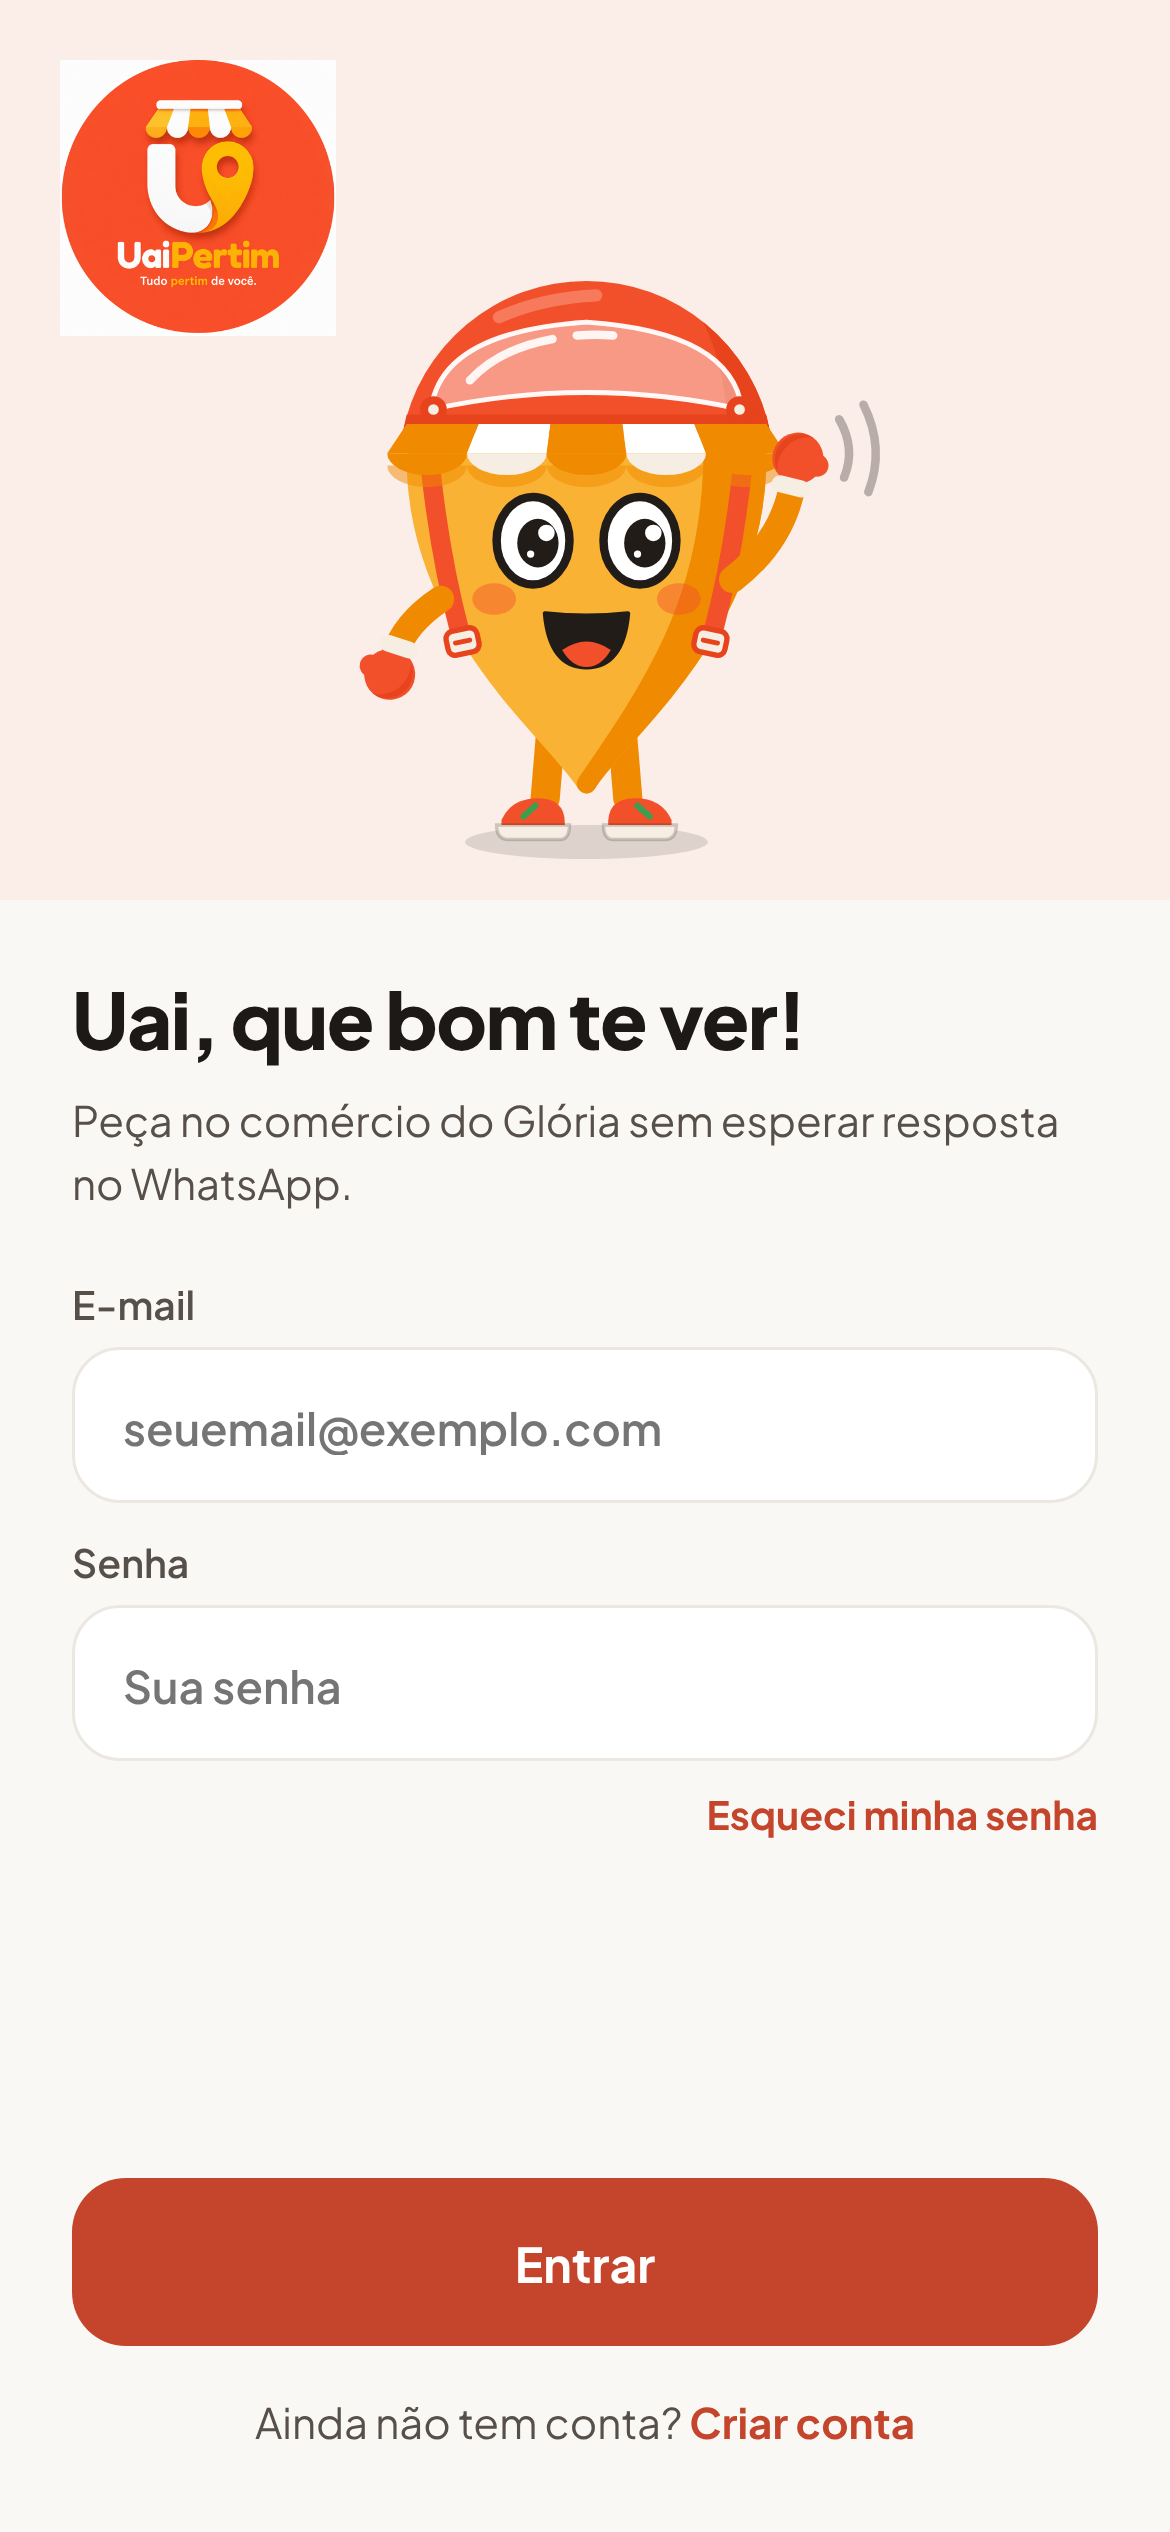 UaiPertim
Tudo pertim de você.
Uai, que bom te ver!
Peça no comércio do Glória sem esperar resposta
no WhatsApp.
E-mail
seuemail@exemplo.com
Senha
Sua senha
Esqueci minha senha
Entrar
Ainda não tem conta? Criar conta